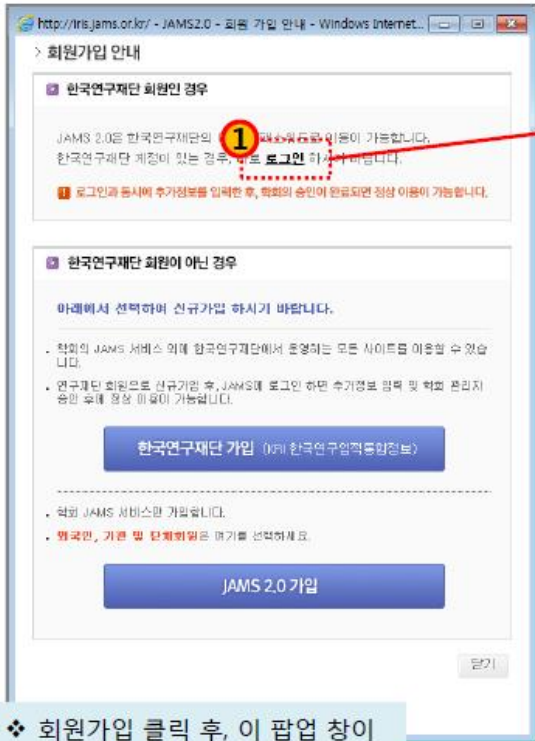 http://iris.jams.or.kr/ - JAMS2.0 - 회원 가입 안내 - Windows Internet...
> 회원가입 안내
한국연구재단 회원인 경우
JAMS 2.0은 한국연구재단의 이용이 가능합니다.
1
한국연구재단 계정이 있는 경우, 바로 로그인 하시기 바랍니다.
! 로그인과 동시에 추가정보를 입력한 후, 학회의 승인이 완료되면 정상 이용이 가능합니다.
한국연구재단 회원이 아닌 경우
아래에서 선택하여 신규가입 하시기 바랍니다.
. 학회의 JAMS 서비스 외에 한국연구재단에서 운영하는 모든 사이트를 이용할 수 있습
니다.
. 연구재단 회원으로 신규가입 후, JAMS에 로그인 하면 추가정보 입력 및 학회 관리자
승인 후에 정상 이용이 가능합니다.
한국연구재단 가입 (KRI 한국연구업적통합정보)
. 학회 JAMS 서비스만 가입합니다.
. 외국인, 기관 및 단체회원은 여기를 선택하세요.
JAMS 2.0 가입
닫기
❖ 회원가입 클릭 후, 이 팝업 창이